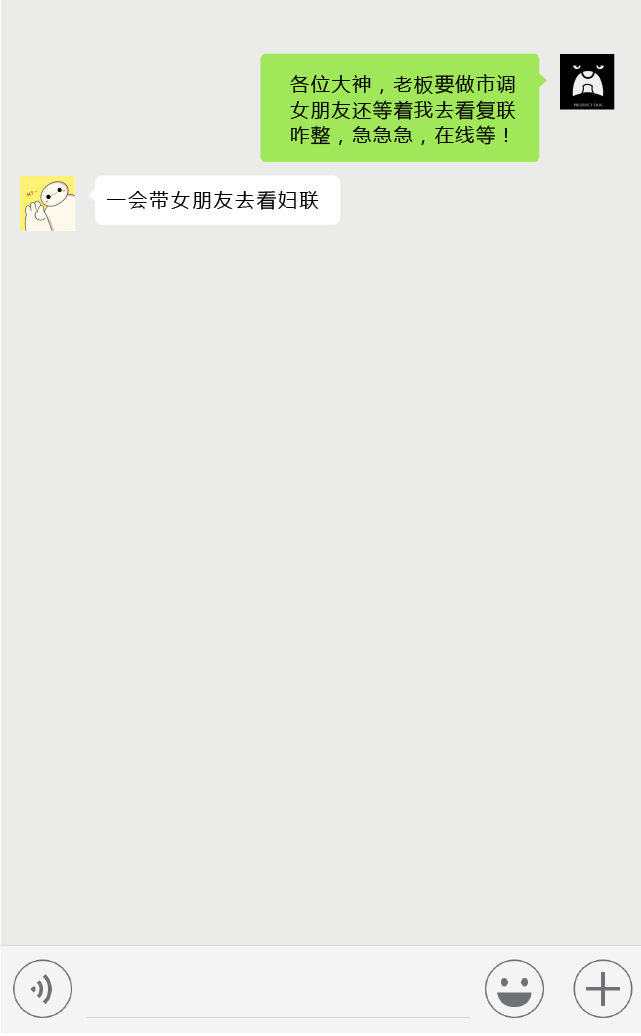 各位大神，老板要做市调
女朋友还等着我去看复联
咋整，急急急，在线等！
PRODUCT DOG
一会带女朋友去看妇联